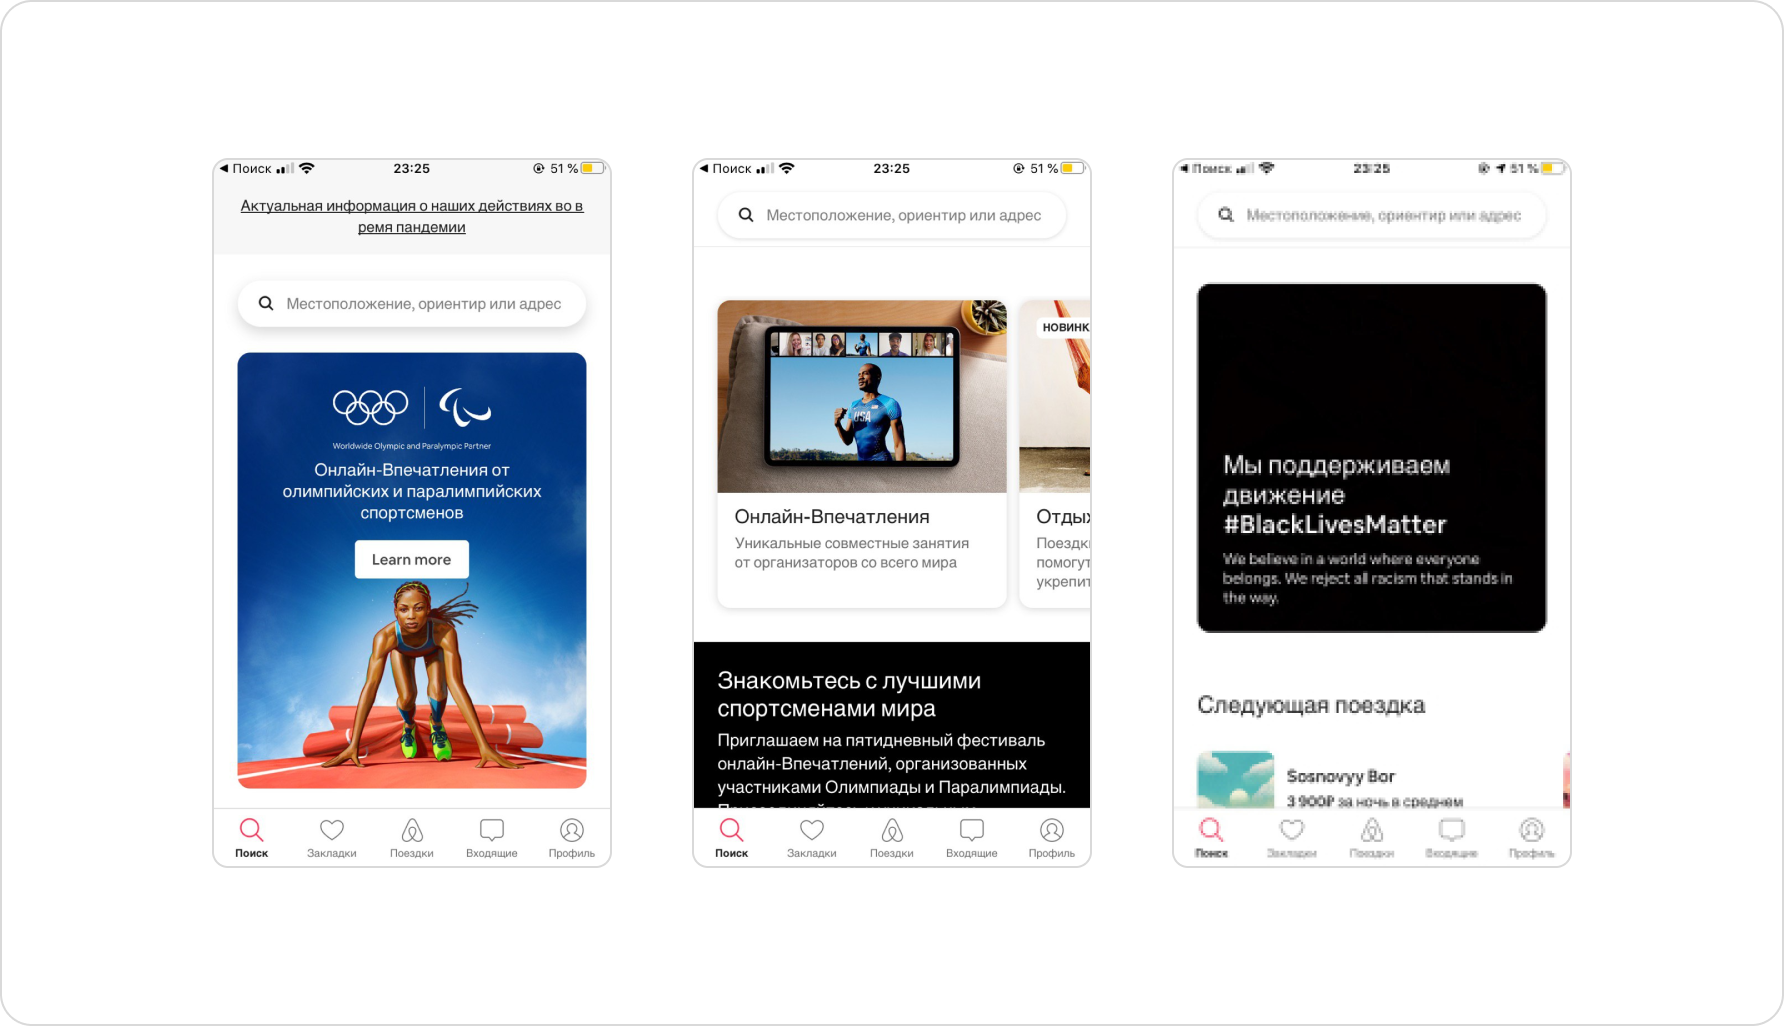 Поиск 23:25 51 %
Актуальная информация о наших действиях во в
ремя пандемии
Местоположение, ориентир или адрес
Worldwide Olympic and Paralympic Partner
Онлайн-Впечатления от
олимпийских и паралимпийских
спортсменов
Learn more
Поиск Закладки Поездки Входящие Профиль
Поиск 23:25 51 %
Местоположение, ориентир или адрес
USA
НОВИНК
Онлайн-Впечатления
Уникальные совместные занятия
от организаторов со всего мира
Отдых
Поездки
помогут
укрепит
Знакомьтесь с лучшими
спортсменами мира
Приглашаем на пятидневный фестиваль
онлайн-Впечатлений, организованных
участниками Олимпиады и Паралимпиады.
Поиск Закладки Поездки Входящие Профиль
Поиск 23:25 51 %
Местоположение, ориентир или адрес
Мы поддерживаем
движение
#BlackLivesMatter
We believe in a world where everyone
belongs. We reject all racism that stands in
the way.
Следующая поездка
Sosnovyy Bor
3 900₽ за ночь в среднем
Поиск Закладки Поездки Входящие Профиль